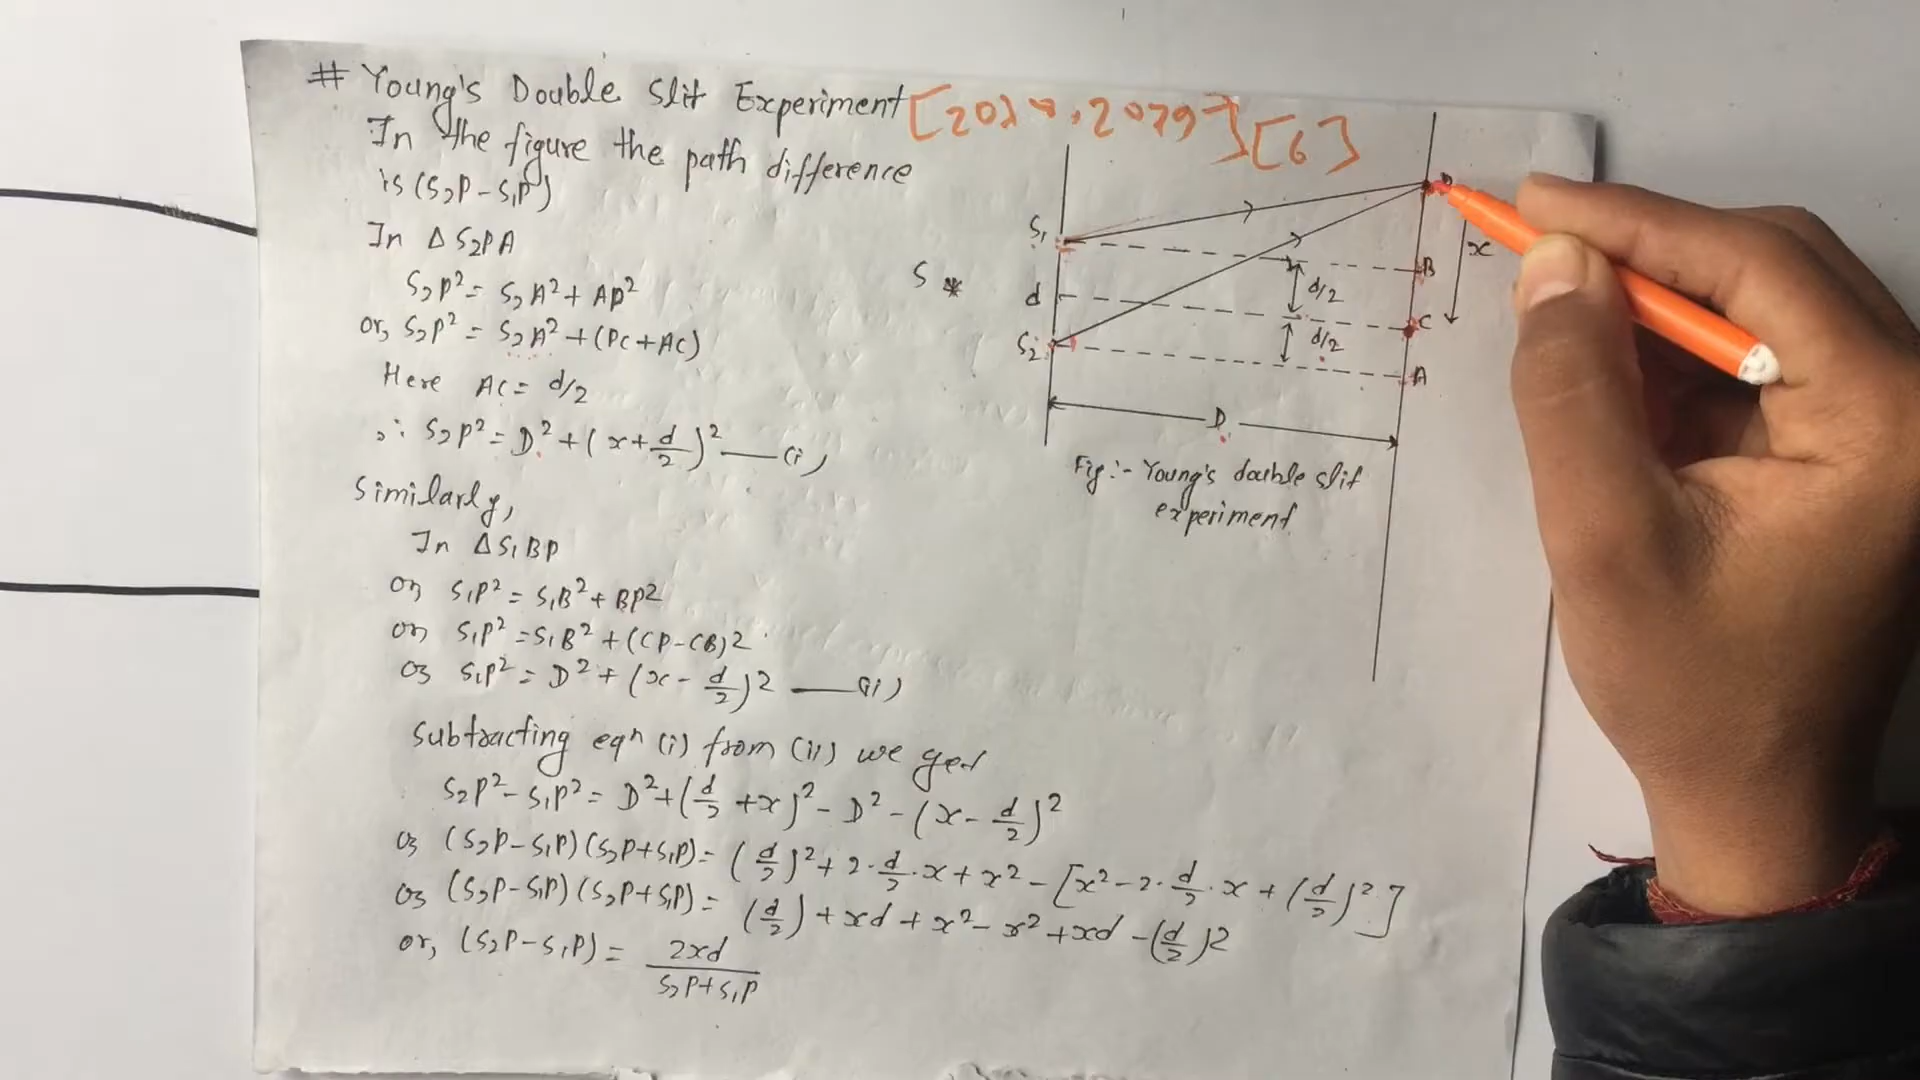 # Young's Double Slit Experiment [20 , 2079] [6]
In the figure the path difference
is (S₂P – S₁P)
In Δ S₂PA
S₂P² = S₂A² + AP²
or, S₂P² = S₂A² + (PC + AC)
Here AC = d/2
∴ S₂P² = D² + (x + d/2)² —— (i)
Similarly,
In ΔS₁BP
or S₁P² = S₁B² + BP²
or S₁P² = S₁B² + (CP – CB)²
or S₁P² = D² + (x – d/2)² —— (ii)
Subtracting eqⁿ (i) from (ii) we get
S₂P² – S₁P² = D² + (d/2 + x)² – D² – (x – d/2)²
or (S₂P – S₁P) (S₂P + S₁P) = (d/2)² + 2·d/2·x + x² – [x² – 2·d/2·x + (d/2)²]
or (S₂P – S₁P) (S₂P + S₁P) = (d/2) + xd + x² – x² + xd – (d/2)²
or, (S₂P – S₁P) = 2xd / S₂P + S₁P
P
S₁
x
B
S
d
d/2
C
S₂
d/2
A
D
Fig :- Young's double slit
experiment